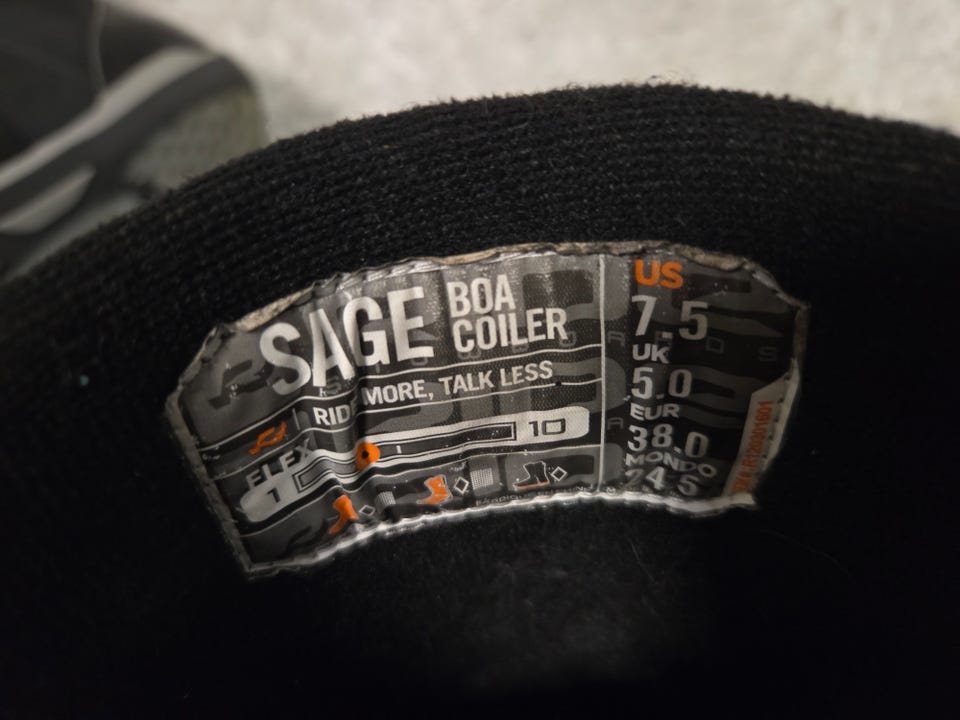 SAGE BOA COILER
RIDE MORE, TALK LESS
FLEX
1 10
US
7.5
UK
5.0
EUR
38.0
MONDO
24.5